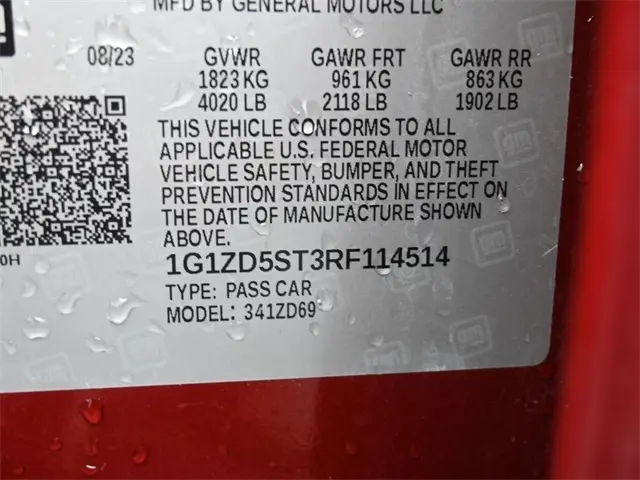 MFD BY GENERAL MOTORS LLC
08/23 GVWR GAWR FRT GAWR RR
1823 KG 961 KG 863 KG
4020 LB 2118 LB 1902 LB
THIS VEHICLE CONFORMS TO ALL
APPLICABLE U.S. FEDERAL MOTOR
VEHICLE SAFETY, BUMPER, AND THEFT
PREVENTION STANDARDS IN EFFECT ON
THE DATE OF MANUFACTURE SHOWN
ABOVE.
0H
1G1ZD5ST3RF114514
TYPE: PASS CAR
MODEL: 341ZD69